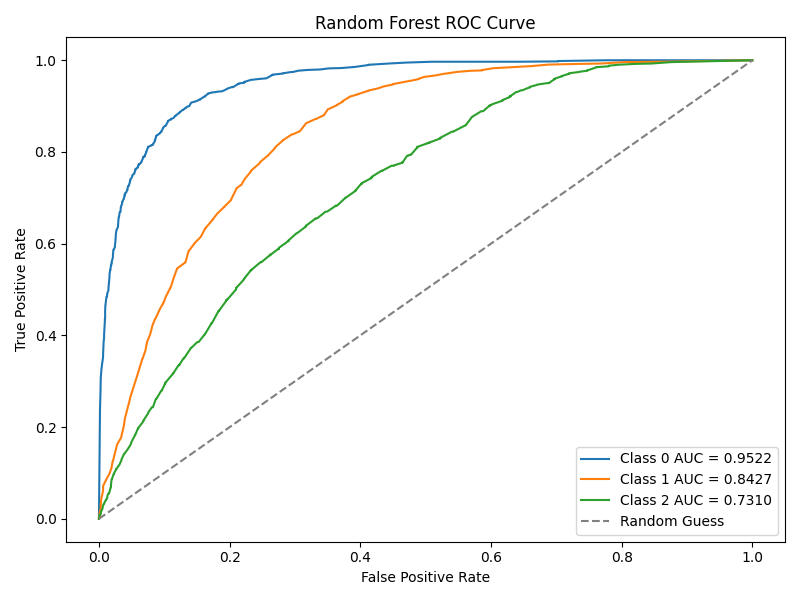 Random Forest ROC Curve
True Positive Rate
1.0
0.8
0.6
0.4
0.2
0.0
0.0 0.2 0.4 0.6 0.8 1.0
False Positive Rate
Class 0 AUC = 0.9522
Class 1 AUC = 0.8427
Class 2 AUC = 0.7310
Random Guess